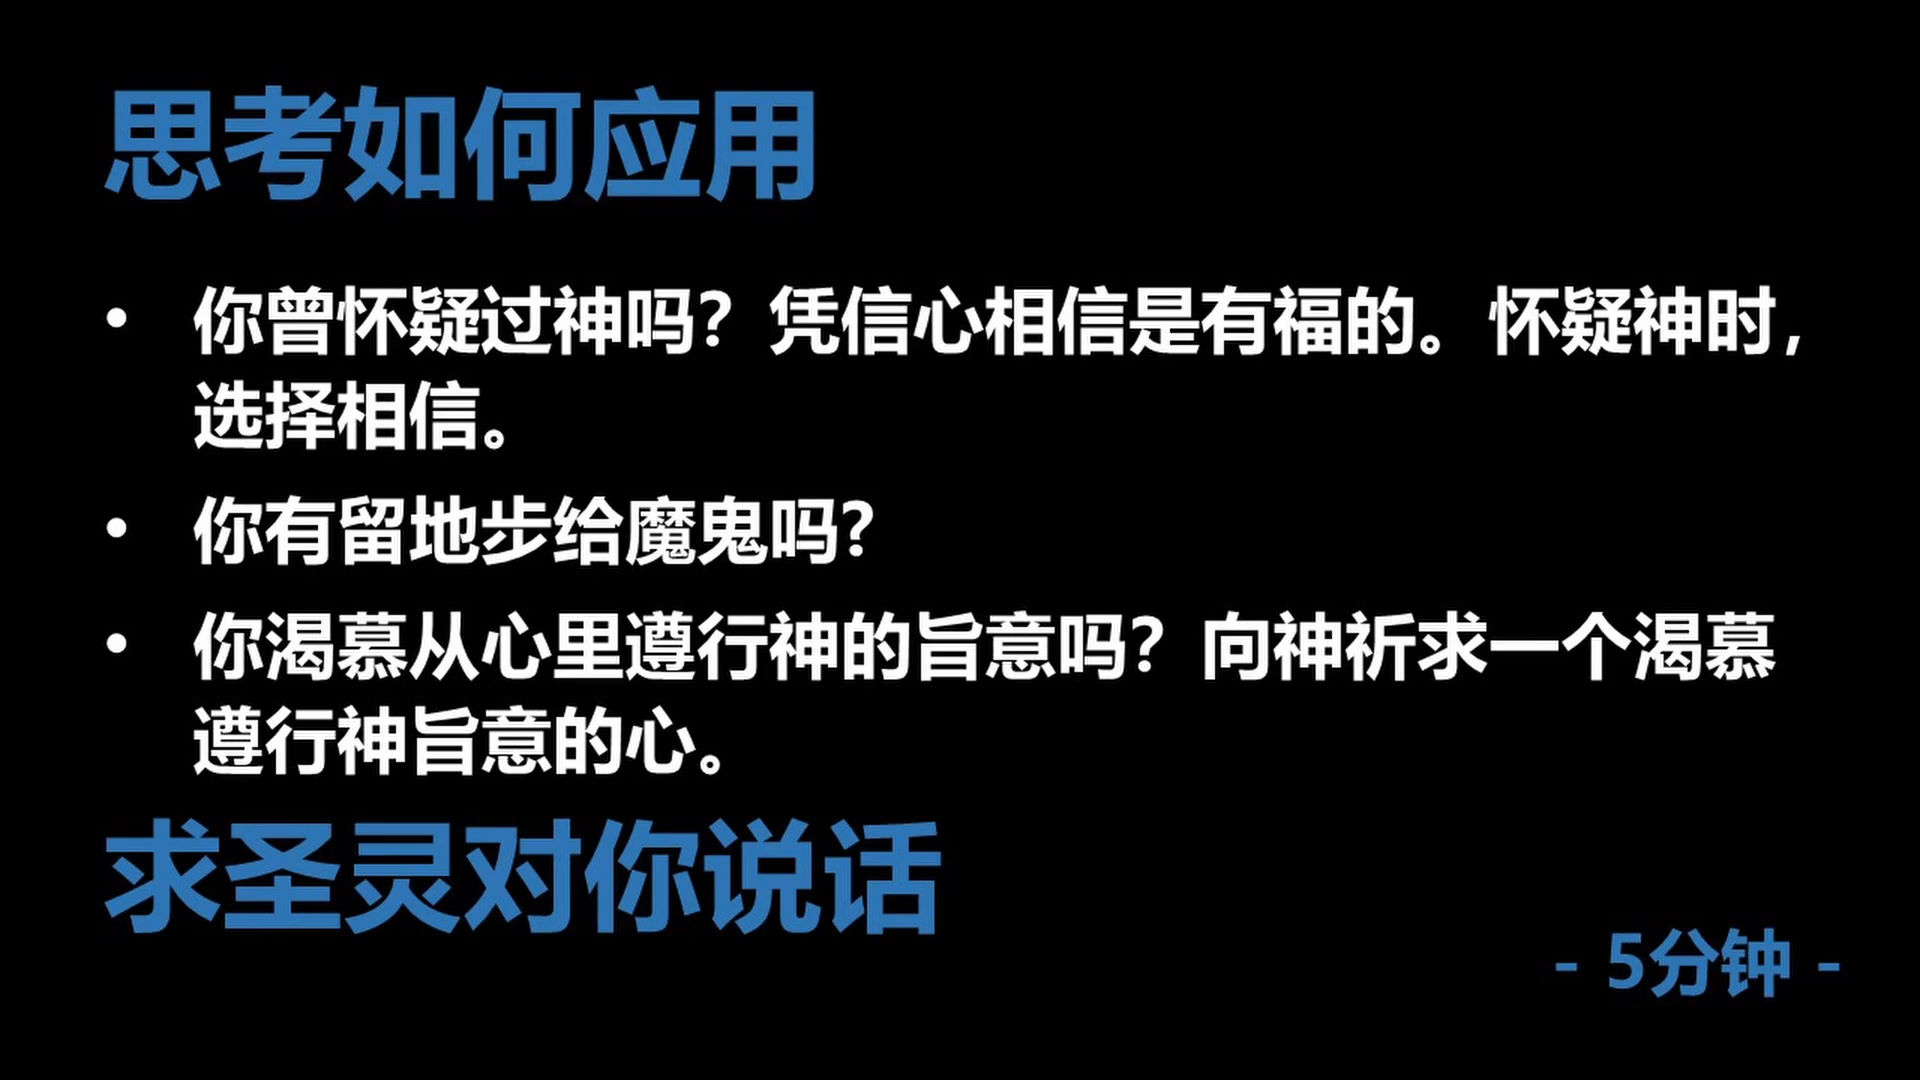 思考如何应用
• 你曾怀疑过神吗？凭信心相信是有福的。怀疑神时，
选择相信。
• 你有留地步给魔鬼吗？
• 你渴慕从心里遵行神的旨意吗？向神祈求一个渴慕
遵行神旨意的心。
求圣灵对你说话
- 5分钟 -